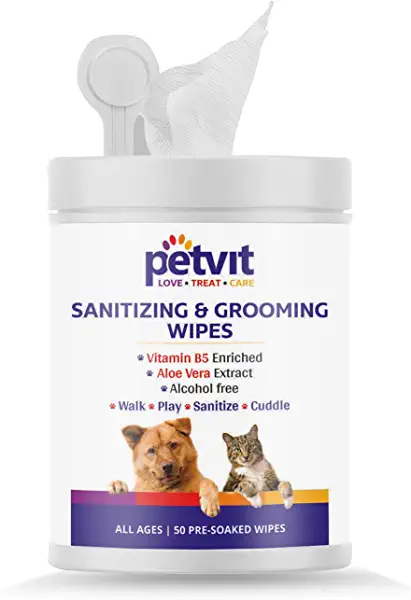 petvit
LOVE • TREAT • CARE
SANITIZING & GROOMING
WIPES
Vitamin B5 Enriched
Aloe Vera Extract
Alcohol free
Walk Play Sanitize Cuddle
ALL AGES | 50 PRE-SOAKED WIPES